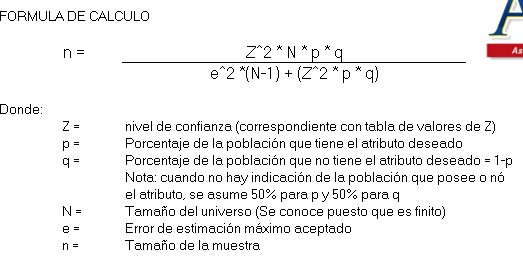 FORMULA DE CALCULO
n = Z^2 * N * p * q
e^2 *(N-1) + (Z^2 * p * q)
Donde:
Z = nivel de confianza (correspondiente con tabla de valores de Z)
p = Porcentaje de la población que tiene el atributo deseado
q = Porcentaje de la población que no tiene el atributo deseado = 1-p
Nota: cuando no hay indicación de la población que posee o nó
el atributo, se asume 50% para p y 50% para q
N = Tamaño del universo (Se conoce puesto que es finito)
e = Error de estimación máximo aceptado
n = Tamaño de la muestra
A
As